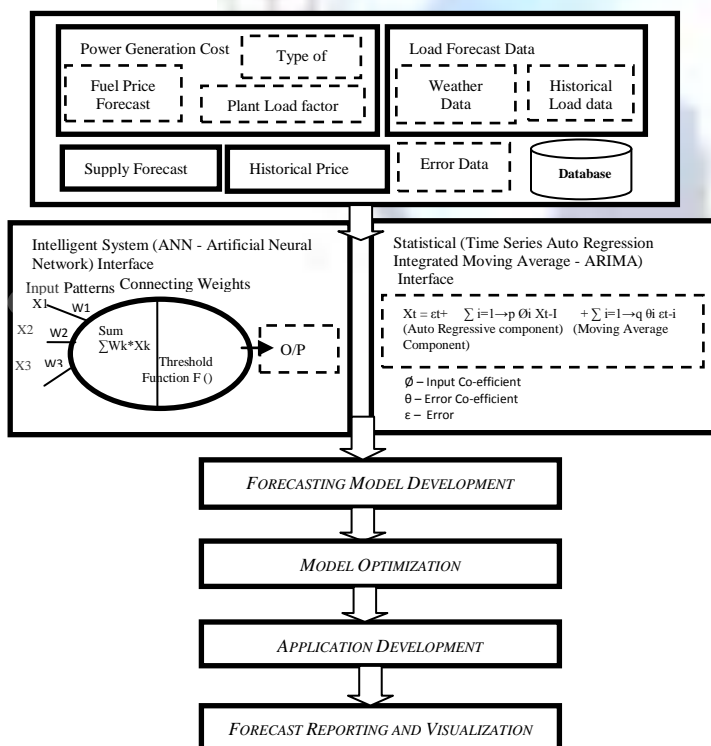 Power Generation Cost
Type of
Fuel Price
Forecast
Plant Load factor
Load Forecast Data
Weather
Data
Historical
Load data
Supply Forecast
Historical Price
Error Data
Database
Intelligent System (ANN - Artificial Neural
Network) Interface
Input Patterns Connecting Weights
X1
W1
X2
W2
X3
W3
Sum
∑Wk*Xk
Threshold
Function F ()
O/P
Statistical (Time Series Auto Regression
Integrated Moving Average - ARIMA)
Interface
Xt = εt+ ∑ i=1→p Øi Xt-I + ∑ i=1→q θi εt-i
(Auto Regressive component) (Moving Average
Component)
Ø – Input Co-efficient
θ – Error Co-efficient
ε – Error
FORECASTING MODEL DEVELOPMENT
MODEL OPTIMIZATION
APPLICATION DEVELOPMENT
FORECAST REPORTING AND VISUALIZATION